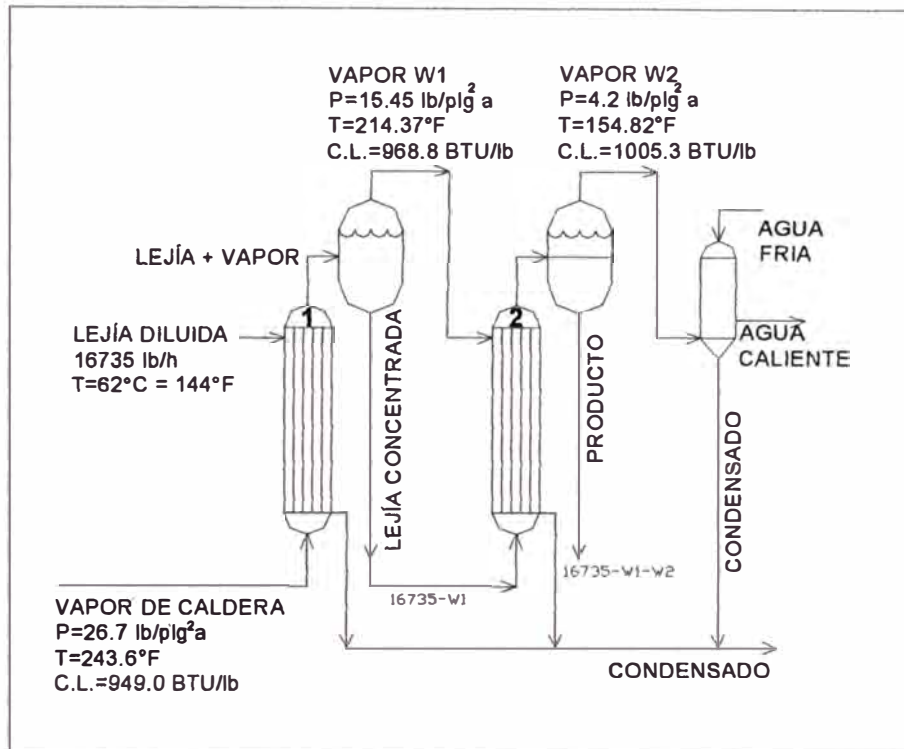 VAPOR W1
P=15.45 lb/plg² a
T=214.37°F
C.L.=968.8 BTU/lb
VAPOR W2
P=4.2 lb/plg² a
T=154.82°F
C.L.=1005.3 BTU/lb
AGUA
FRIA
LEJÍA + VAPOR
1
2
LEJÍA DILUIDA
16735 lb/h
T=62°C = 144°F
AGUA
CALIENTE
LEJÍA CONCENTRADA
PRODUCTO
CONDENSADO
16735-W1
16735-W1-W2
VAPOR DE CALDERA
P=26.7 lb/plg²a
T=243.6°F
C.L.=949.0 BTU/lb
CONDENSADO